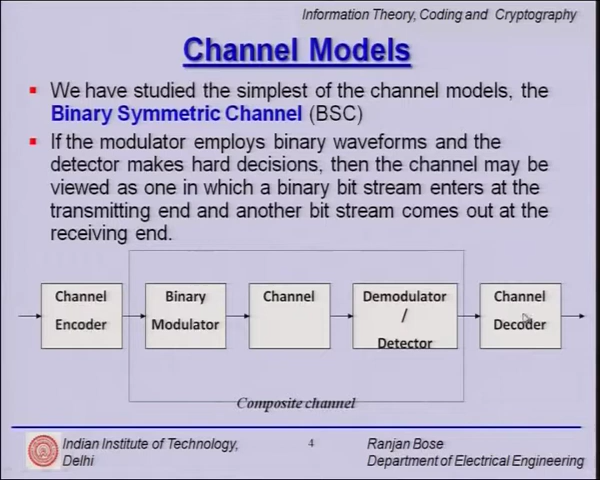 Information Theory, Coding and Cryptography
Channel Models
We have studied the simplest of the channel models, the
Binary Symmetric Channel (BSC)
If the modulator employs binary waveforms and the
detector makes hard decisions, then the channel may be
viewed as one in which a binary bit stream enters at the
transmitting end and another bit stream comes out at the
receiving end.
Channel
Encoder
Binary
Modulator
Channel
Demodulator
/
Detector
Channel
Decoder
Composite channel
Indian Institute of Technology,
Delhi
4
Ranjan Bose
Department of Electrical Engineering